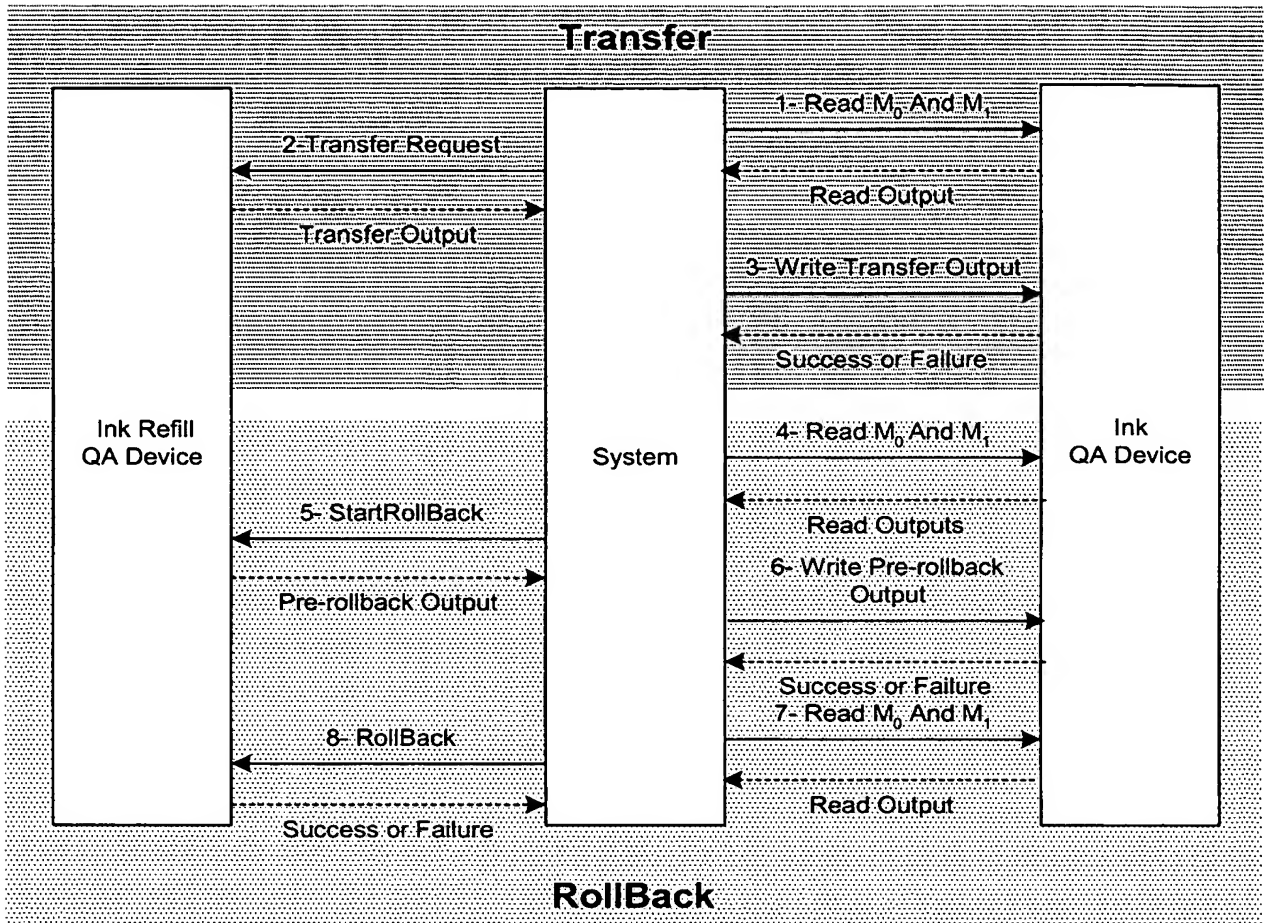 Transfer
1- Read M₀ And M₁
2-Transfer Request
Read Output
Transfer Output
3- Write Transfer Output
Success or Failure
Ink Refill
QA Device
System
Ink
QA Device
4- Read M₀ And M₁
Read Outputs
5- StartRollBack
Pre-rollback Output
6- Write Pre-rollback
Output
Success or Failure
7- Read M₀ And M₁
8- RollBack
Read Output
Success or Failure
RollBack